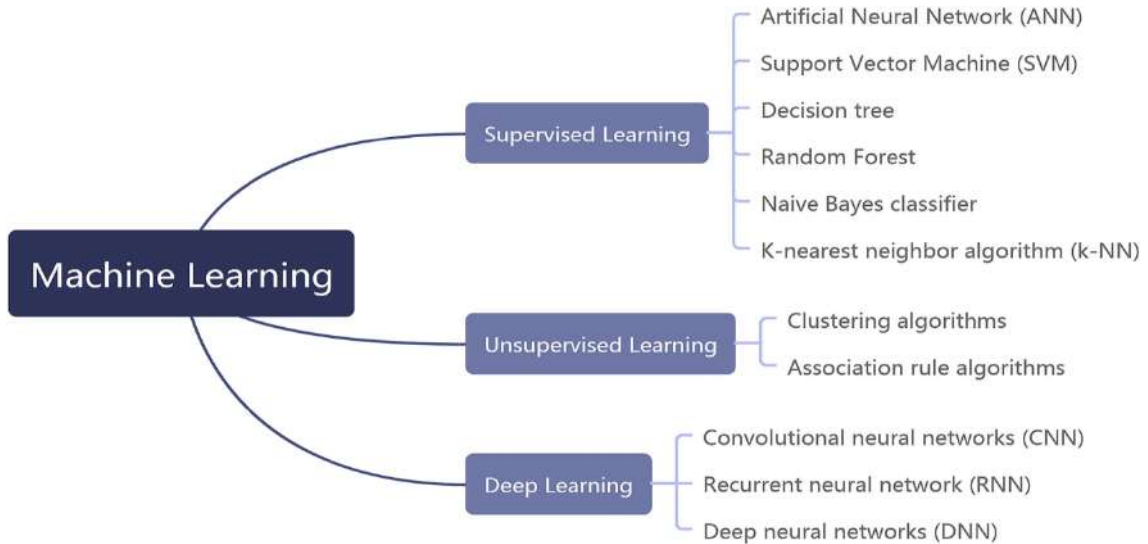 Machine Learning
Supervised Learning
Artificial Neural Network (ANN)
Support Vector Machine (SVM)
Decision tree
Random Forest
Naive Bayes classifier
K-nearest neighbor algorithm (k-NN)
Unsupervised Learning
Clustering algorithms
Association rule algorithms
Deep Learning
Convolutional neural networks (CNN)
Recurrent neural network (RNN)
Deep neural networks (DNN)